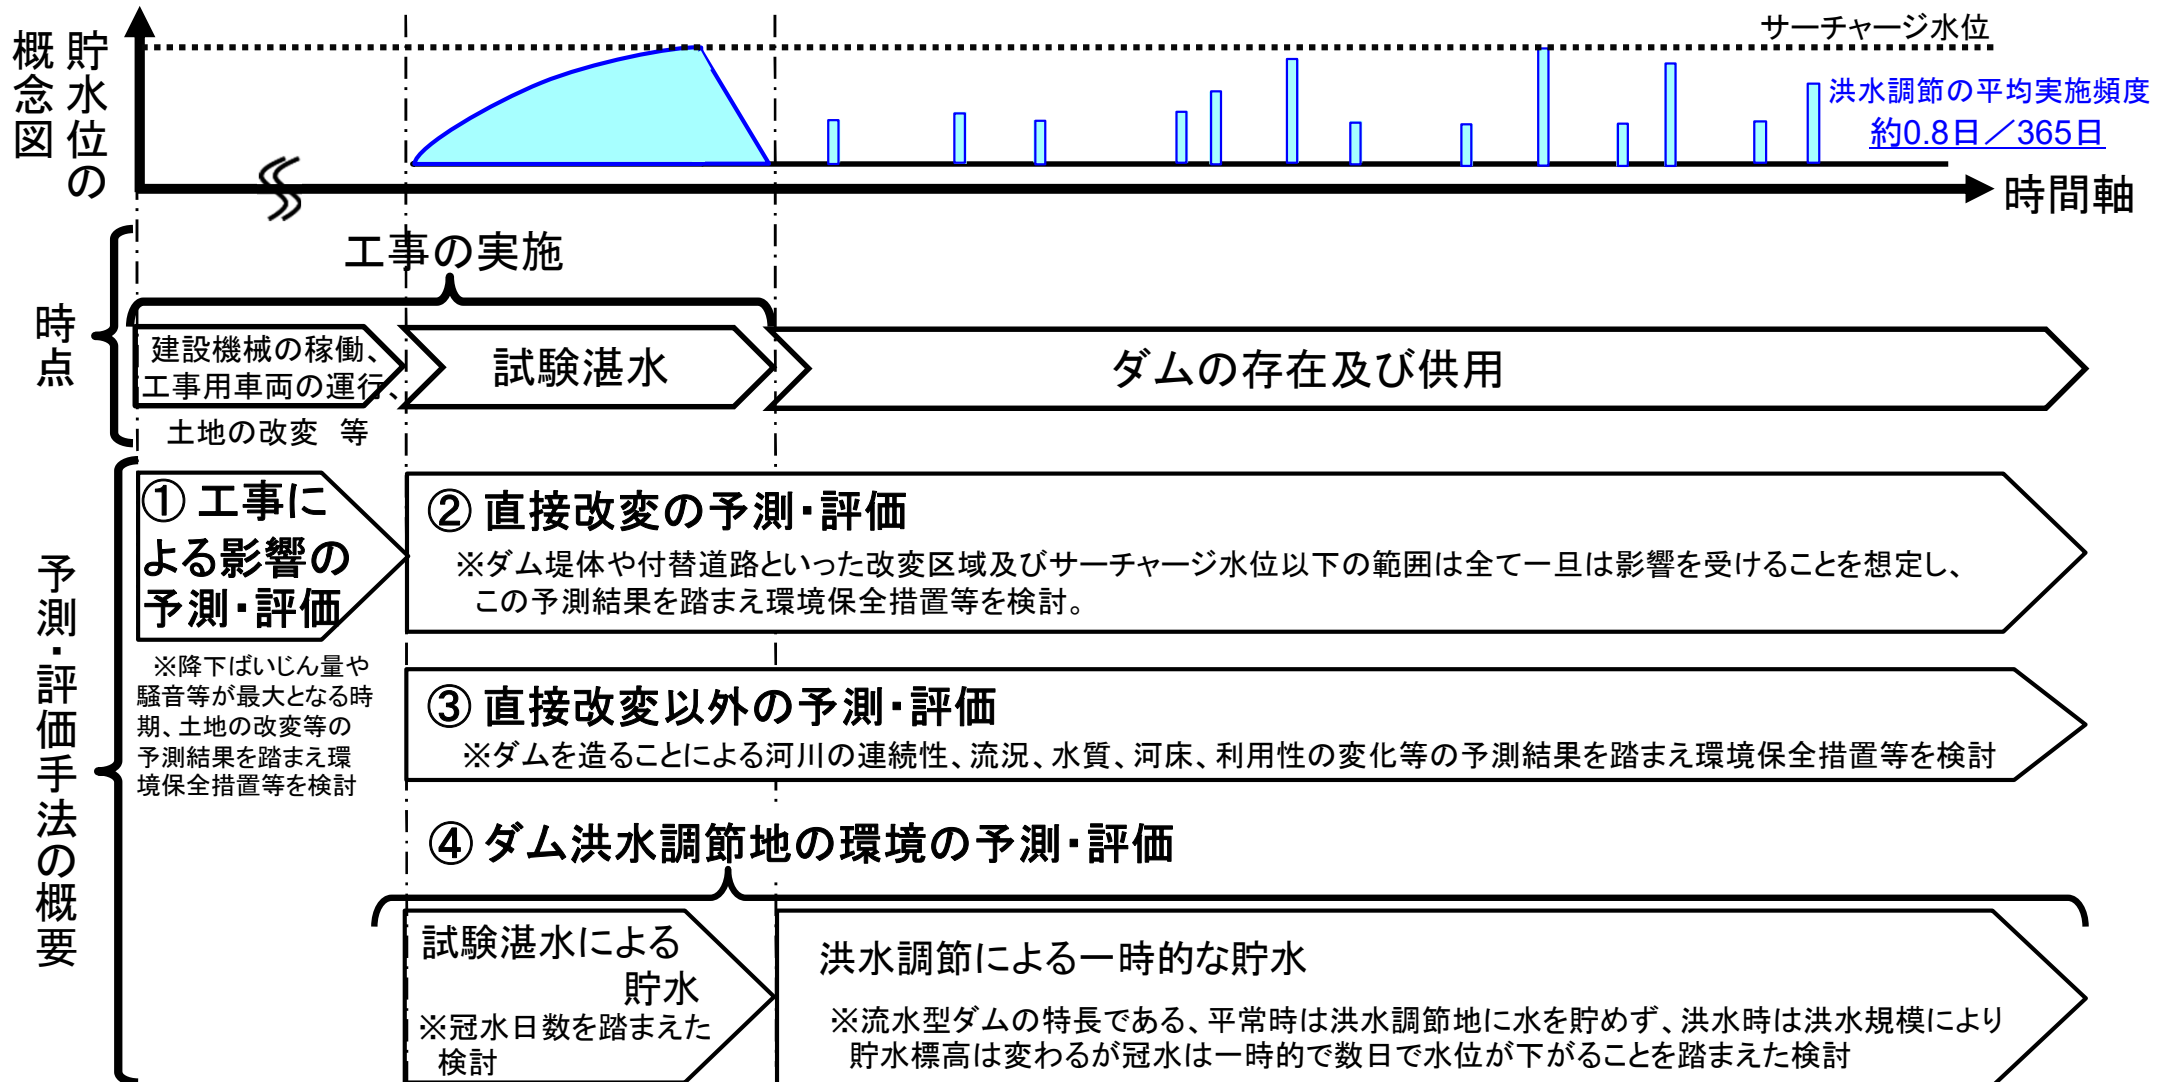 貯水位の
概念図
サーチャージ水位
洪水調節の平均実施頻度
約0.8日／365日
時間軸
工事の実施
時点
建設機械の稼働、
工事用車両の運行、
土地の改変　等
試験湛水
ダムの存在及び供用
予測・評価手法の概要
① 工事に
よる影響の
予測・評価
※降下ばいじん量や
騒音等が最大となる時
期、土地の改変等の
予測結果を踏まえ環
境保全措置等を検討
② 直接改変の予測・評価
※ダム堤体や付替道路といった改変区域及びサーチャージ水位以下の範囲は全て一旦は影響を受けることを想定し、
この予測結果を踏まえ環境保全措置等を検討。
③ 直接改変以外の予測・評価
※ダムを造ることによる河川の連続性、流況、水質、河床、利用性の変化等の予測結果を踏まえ環境保全措置等を検討
④ ダム洪水調節地の環境の予測・評価
試験湛水による
貯水
※冠水日数を踏まえた
検討
洪水調節による一時的な貯水
※流水型ダムの特長である、平常時は洪水調節地に水を貯めず、洪水時は洪水規模により
貯水標高は変わるが冠水は一時的で数日で水位が下がることを踏まえた検討